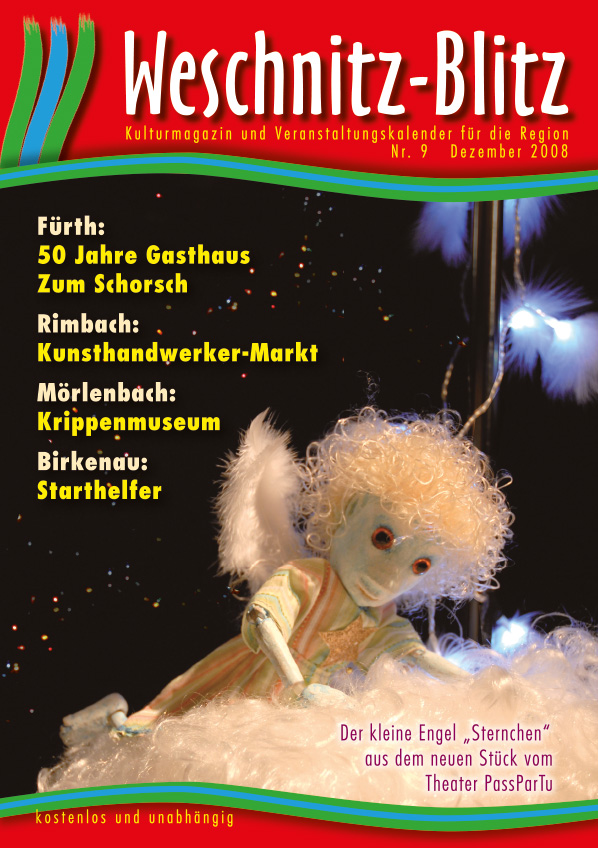 Weschnitz-Blitz
Kulturmagazin und Veranstaltungskalender für die Region
Nr. 9 Dezember 2008
Fürth:
50 Jahre Gasthaus
Zum Schorsch
Rimbach:
Kunsthandwerker-Markt
Mörlenbach:
Krippenmuseum
Birkenau:
Starthelfer
Der kleine Engel „Sternchen“
aus dem neuen Stück vom
Theater PassParTu
kostenlos und unabhängig